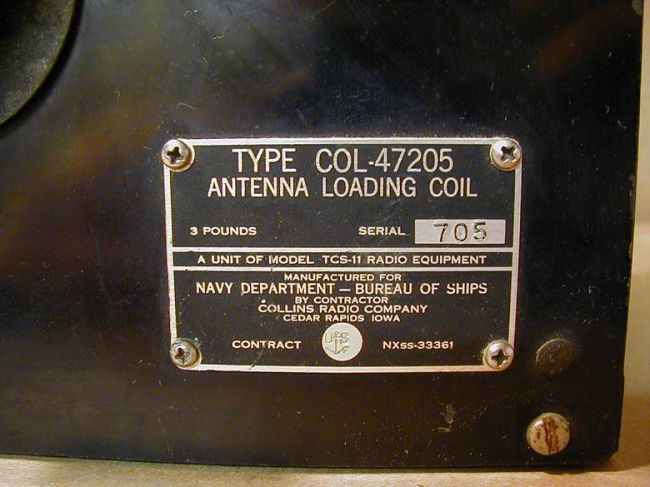 TYPE COL-47205
ANTENNA LOADING COIL
3 POUNDS SERIAL 705
A UNIT OF MODEL TCS-11 RADIO EQUIPMENT
MANUFACTURED FOR
NAVY DEPARTMENT — BUREAU OF SHIPS
BY CONTRACTOR
COLLINS RADIO COMPANY
CEDAR RAPIDS IOWA
CONTRACT NXss-33361